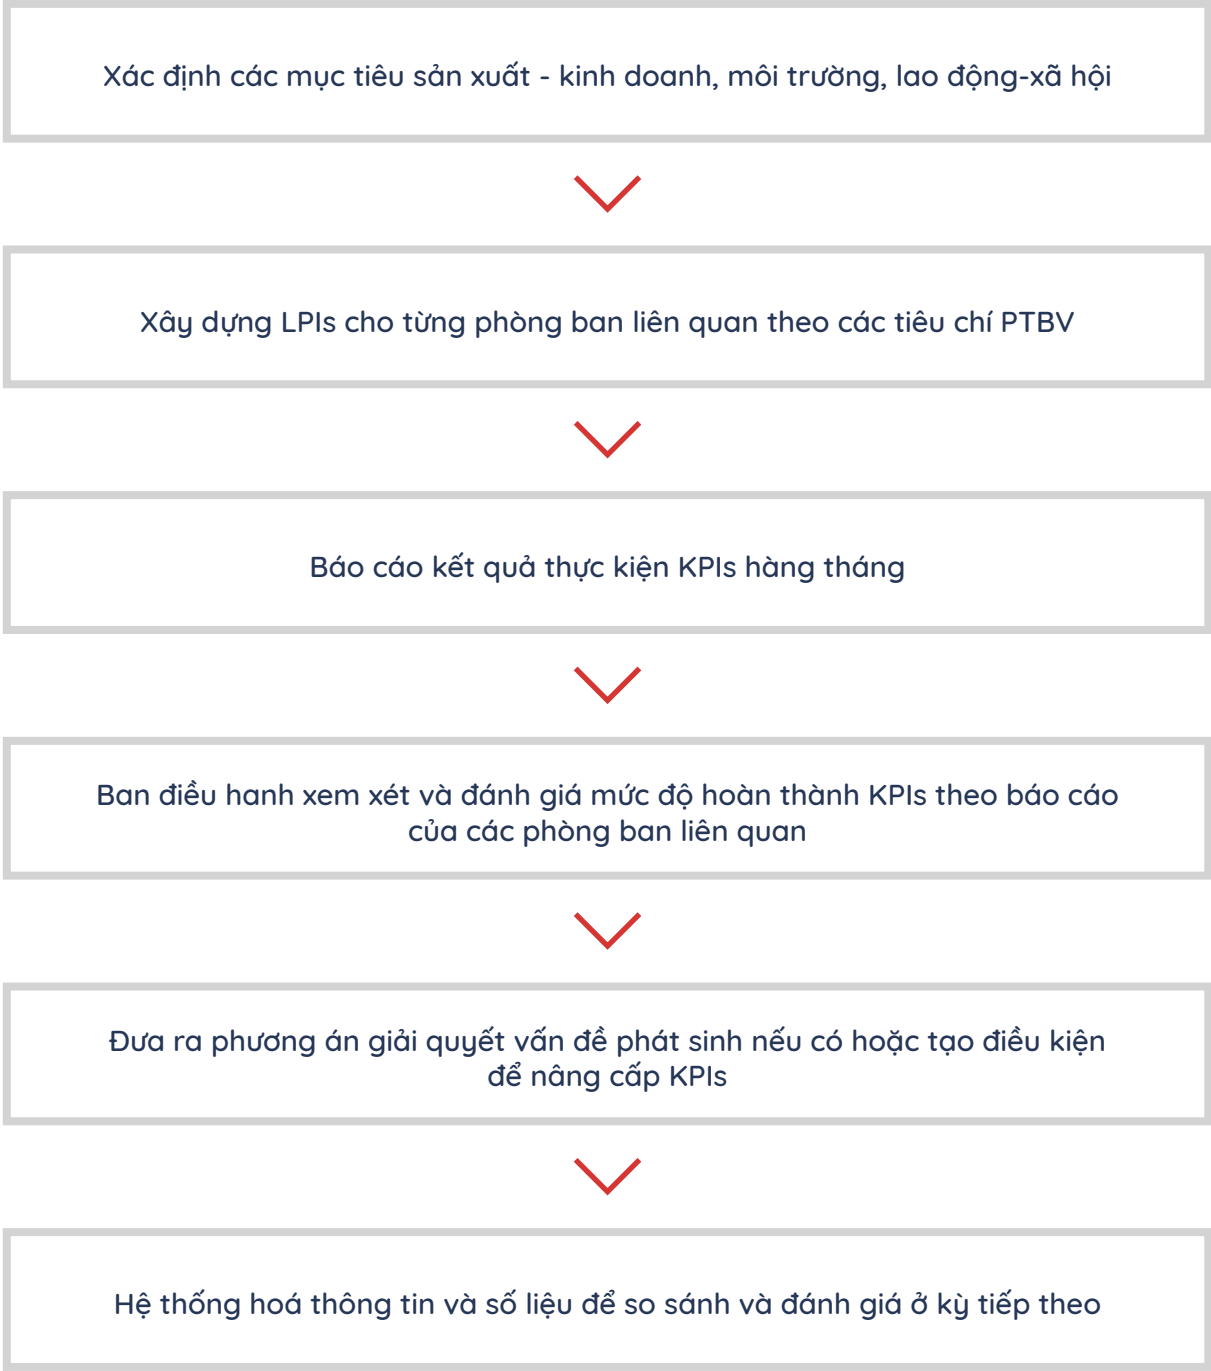 Xác định các mục tiêu sản xuất - kinh doanh, môi trường, lao động-xã hội
Xây dựng LPIs cho từng phòng ban liên quan theo các tiêu chí PTBV
Báo cáo kết quả thực kiện KPIs hàng tháng
Ban điều hanh xem xét và đánh giá mức độ hoàn thành KPIs theo báo cáo
của các phòng ban liên quan
Đưa ra phương án giải quyết vấn đề phát sinh nếu có hoặc tạo điều kiện
để nâng cấp KPIs
Hệ thống hoá thông tin và số liệu để so sánh và đánh giá ở kỳ tiếp theo